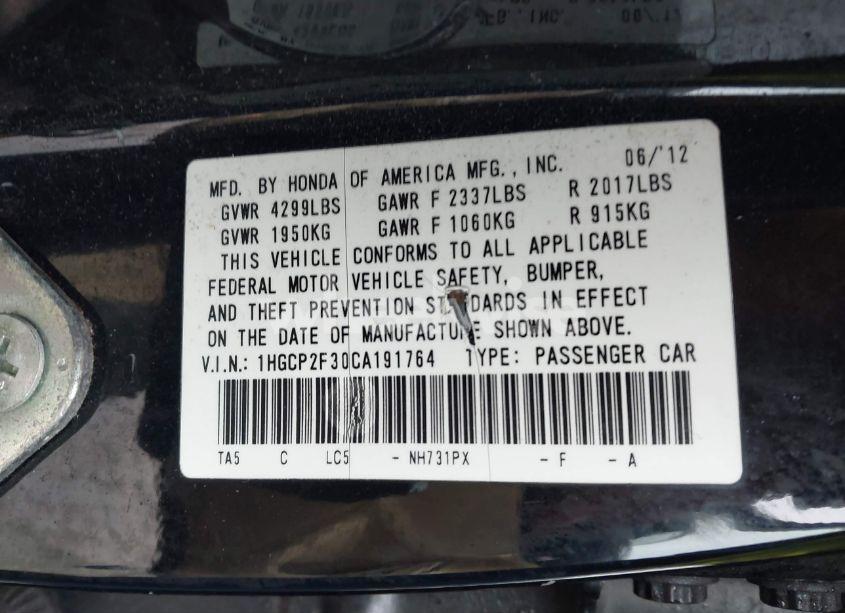 MFD. BY HONDA OF AMERICA MFG., INC. 06/'12
GVWR 4299LBS GAWR F 2337LBS R 2017LBS
GVWR 1950KG GAWR F 1060KG R 915KG
THIS VEHICLE CONFORMS TO ALL APPLICABLE
FEDERAL MOTOR VEHICLE SAFETY, BUMPER,
AND THEFT PREVENTION STANDARDS IN EFFECT
ON THE DATE OF MANUFACTURE SHOWN ABOVE.
V.I.N.: 1HGCP2F30CA191764 TYPE: PASSENGER CAR
TA5 C LC5 - NH731PX - F - A